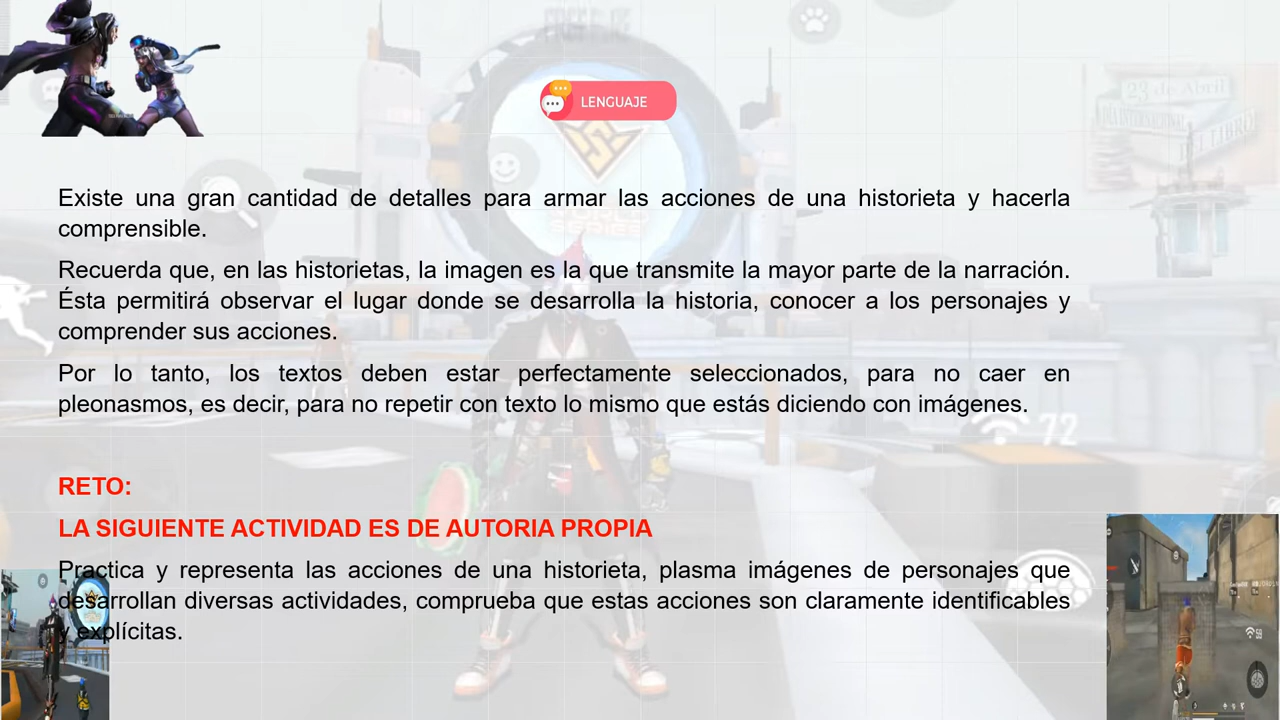 23 de Abril
LENGUAJE
Existe una gran cantidad de detalles para armar las acciones de una historieta y hacerla
comprensible.
Recuerda que, en las historietas, la imagen es la que transmite la mayor parte de la narración.
Ésta permitirá observar el lugar donde se desarrolla la historia, conocer a los personajes y
comprender sus acciones.
Por lo tanto, los textos deben estar perfectamente seleccionados, para no caer en
pleonasmos, es decir, para no repetir con texto lo mismo que estás diciendo con imágenes.
72
RETO:
LA SIGUIENTE ACTIVIDAD ES DE AUTORIA PROPIA
Practica y representa las acciones de una historieta, plasma imágenes de personajes que
desarrollan diversas actividades, comprueba que estas acciones son claramente identificables
y explícitas.
59